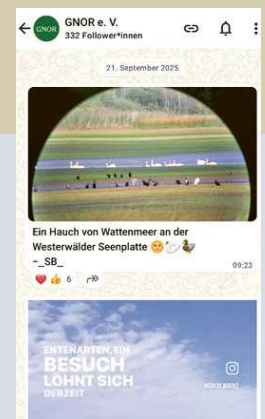 GNOR
GNOR e. V.
332 Follower*innen
21. September 2025
Ein Hauch von Wattenmeer an der
Westerwälder Seenplatte
-_SB_
09:23
6
ENTENARTEN, EIN
BESUCH
LOHNT SICH
DERZEIT
@GNOR.MAINZ